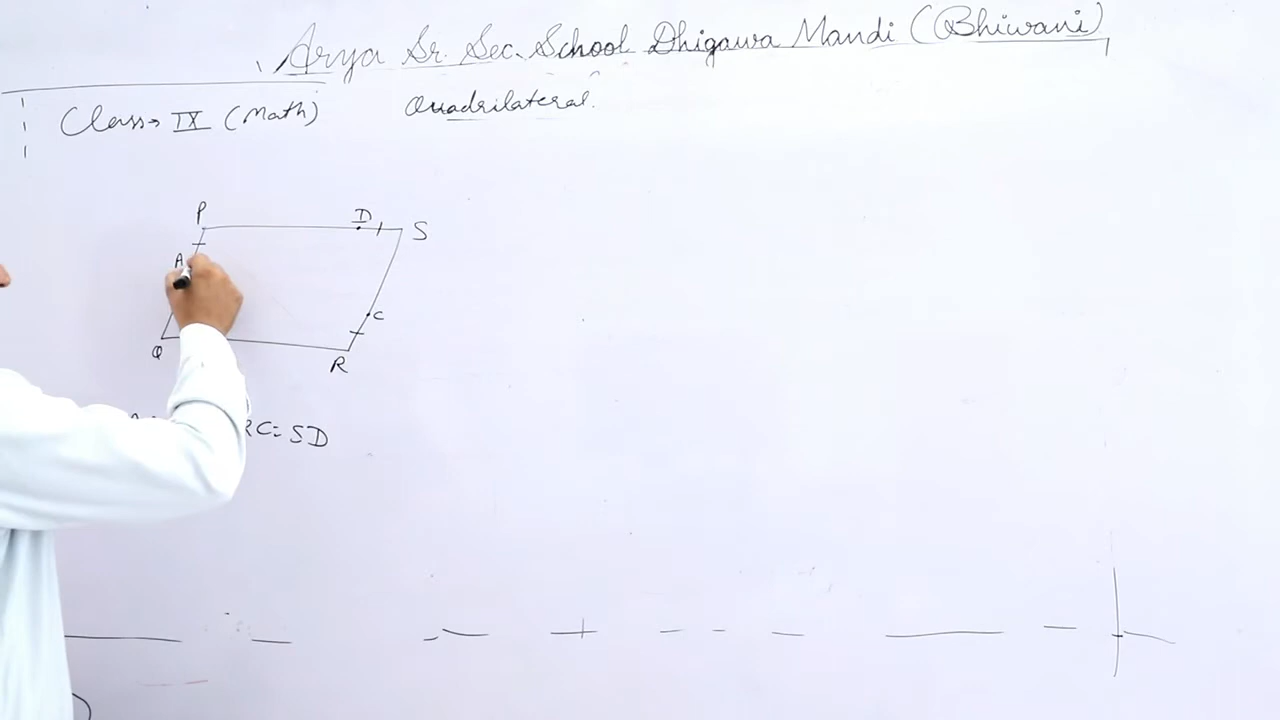 Arya Sr. Sec. School Dhigawa Mandi (Bhiwani)
Class → IX (Math) Quadrilateral.
P D S
A
C
Q R
RC = SD